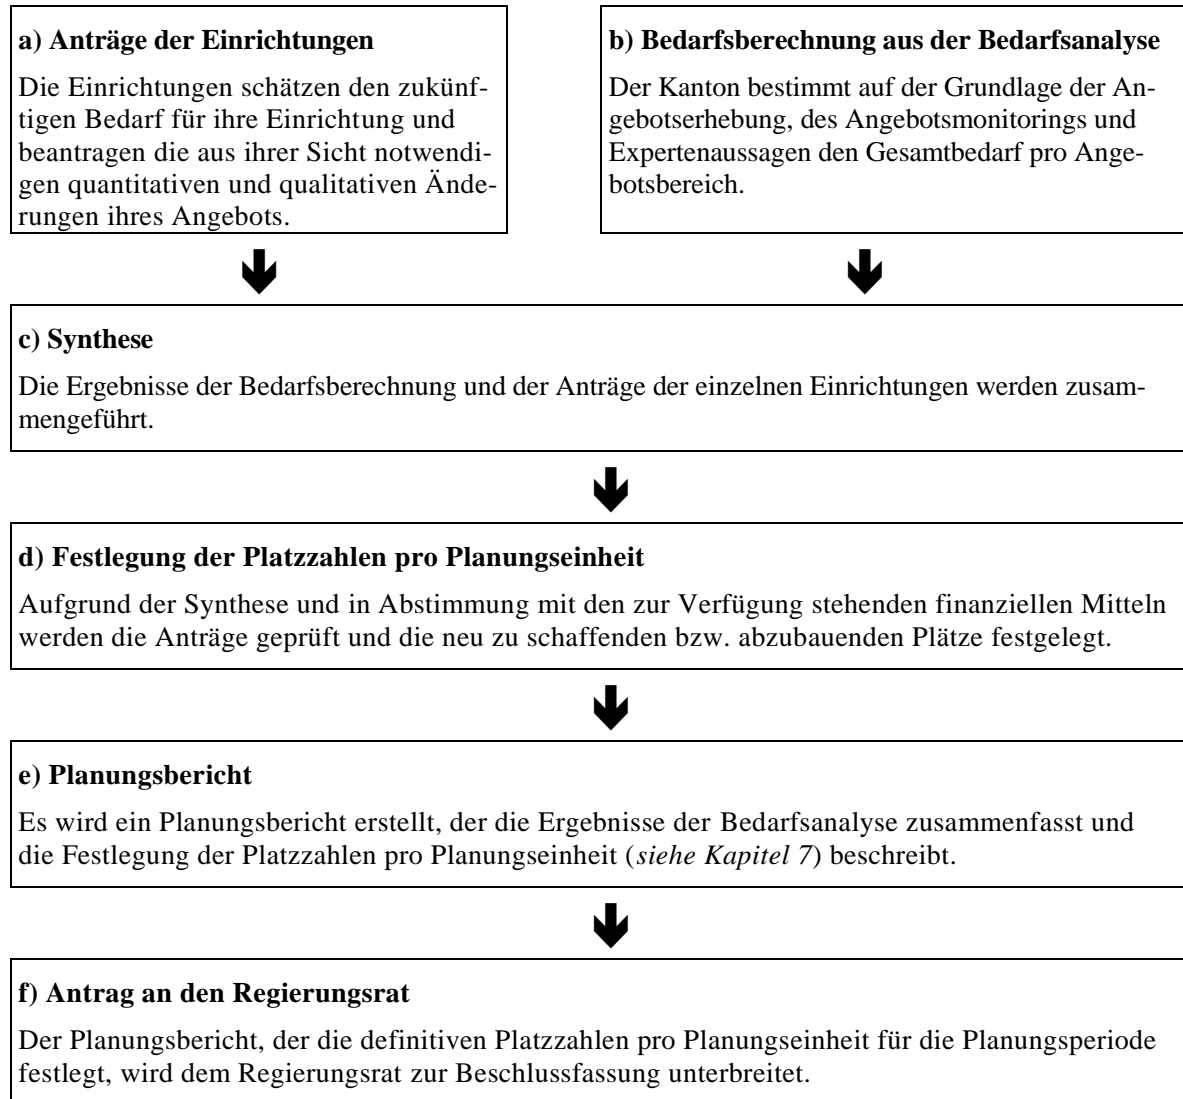 a) Anträge der Einrichtungen
Die Einrichtungen schätzen den zukünf-
tigen Bedarf für ihre Einrichtung und
beantragen die aus ihrer Sicht notwendi-
gen quantitativen und qualitativen Ände-
rungen ihres Angebots.
b) Bedarfsberechnung aus der Bedarfsanalyse
Der Kanton bestimmt auf der Grundlage der An-
gebotserhebung, des Angebotsmonitorings und
Expertenaussagen den Gesamtbedarf pro Ange-
botsbereich.
c) Synthese
Die Ergebnisse der Bedarfsberechnung und der Anträge der einzelnen Einrichtungen werden zusam-
mengeführt.
d) Festlegung der Platzzahlen pro Planungseinheit
Aufgrund der Synthese und in Abstimmung mit den zur Verfügung stehenden finanziellen Mitteln
werden die Anträge geprüft und die neu zu schaffenden bzw. abzubauenden Plätze festgelegt.
e) Planungsbericht
Es wird ein Planungsbericht erstellt, der die Ergebnisse der Bedarfsanalyse zusammenfasst und
die Festlegung der Platzzahlen pro Planungseinheit (siehe Kapitel 7) beschreibt.
f) Antrag an den Regierungsrat
Der Planungsbericht, der die definitiven Platzzahlen pro Planungseinheit für die Planungsperiode
festlegt, wird dem Regierungsrat zur Beschlussfassung unterbreitet.